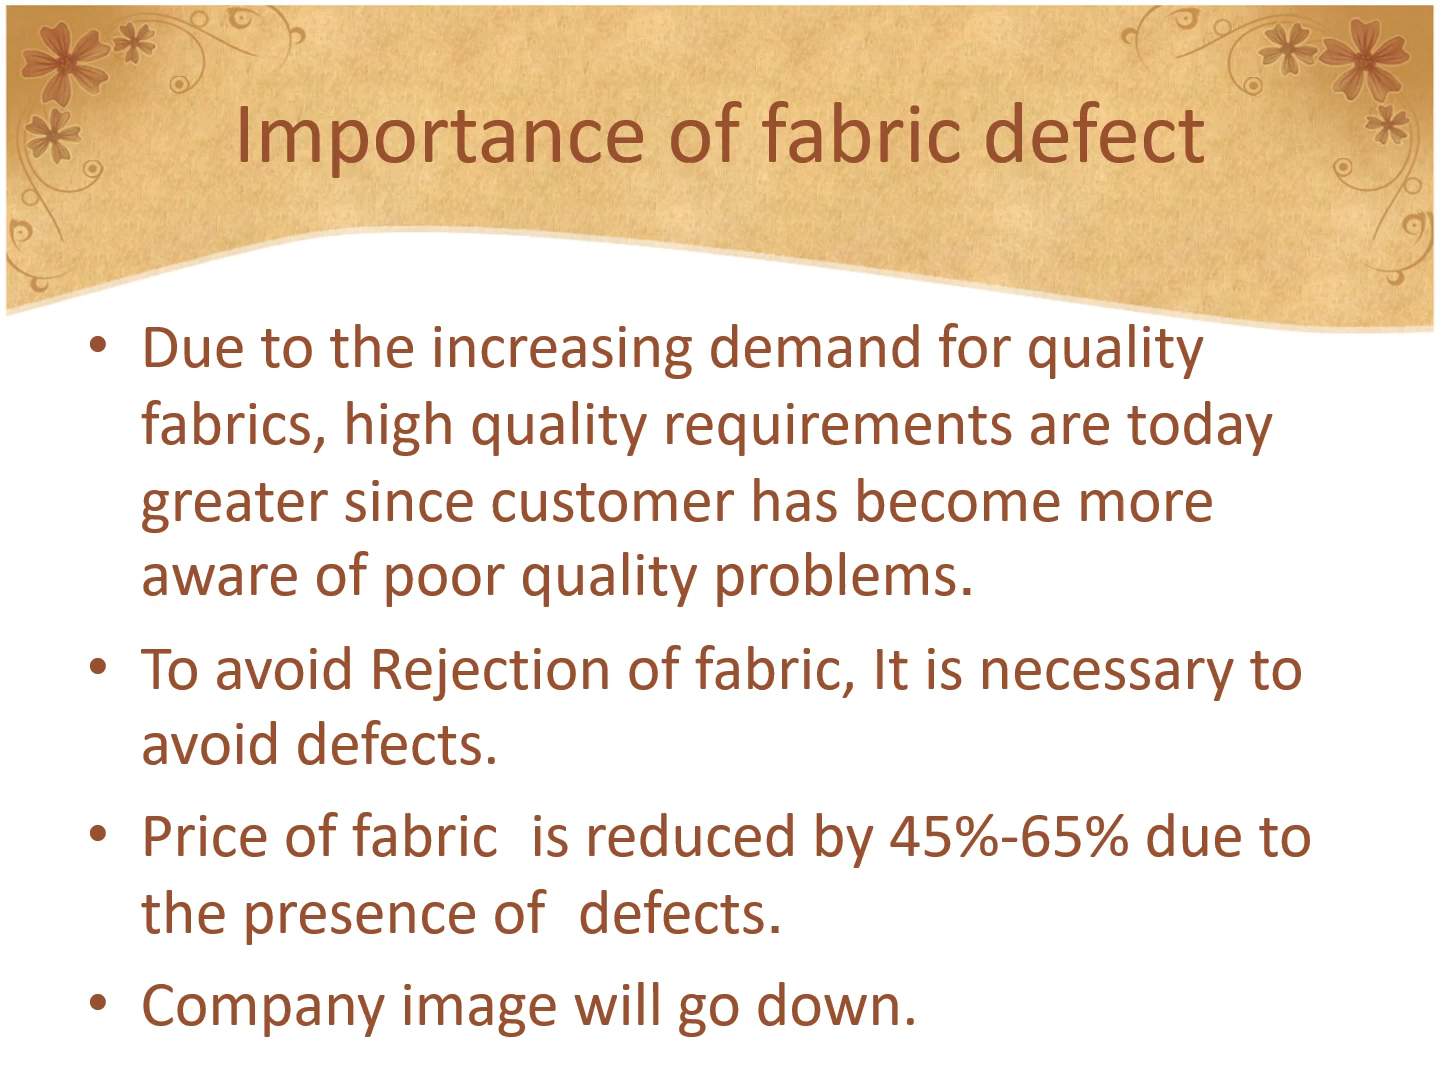 Importance of fabric defect
• Due to the increasing demand for quality
fabrics, high quality requirements are today
greater since customer has become more
aware of poor quality problems.
• To avoid Rejection of fabric, It is necessary to
avoid defects.
• Price of fabric  is reduced by 45%-65% due to
the presence of  defects.
• Company image will go down.